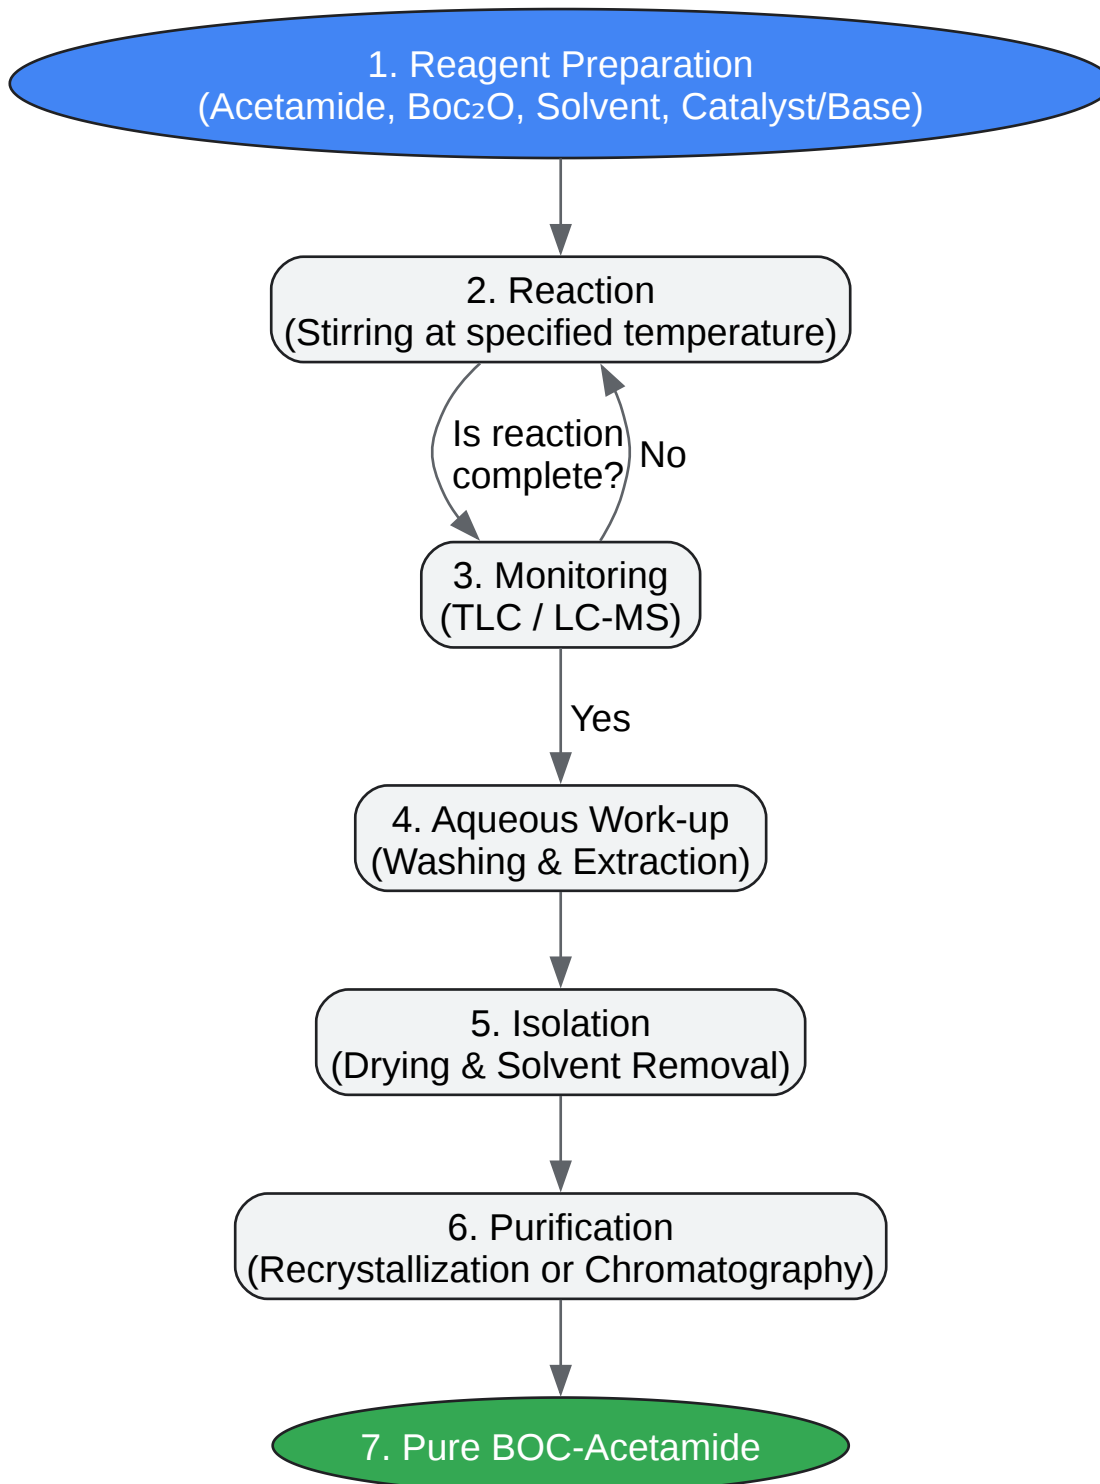 1. Reagent Preparation
(Acetamide, Boc₂O, Solvent, Catalyst/Base)
2. Reaction
(Stirring at specified temperature)
Is reaction
complete?
No
3. Monitoring
(TLC / LC-MS)
Yes
4. Aqueous Work-up
(Washing & Extraction)
5. Isolation
(Drying & Solvent Removal)
6. Purification
(Recrystallization or Chromatography)
7. Pure BOC-Acetamide